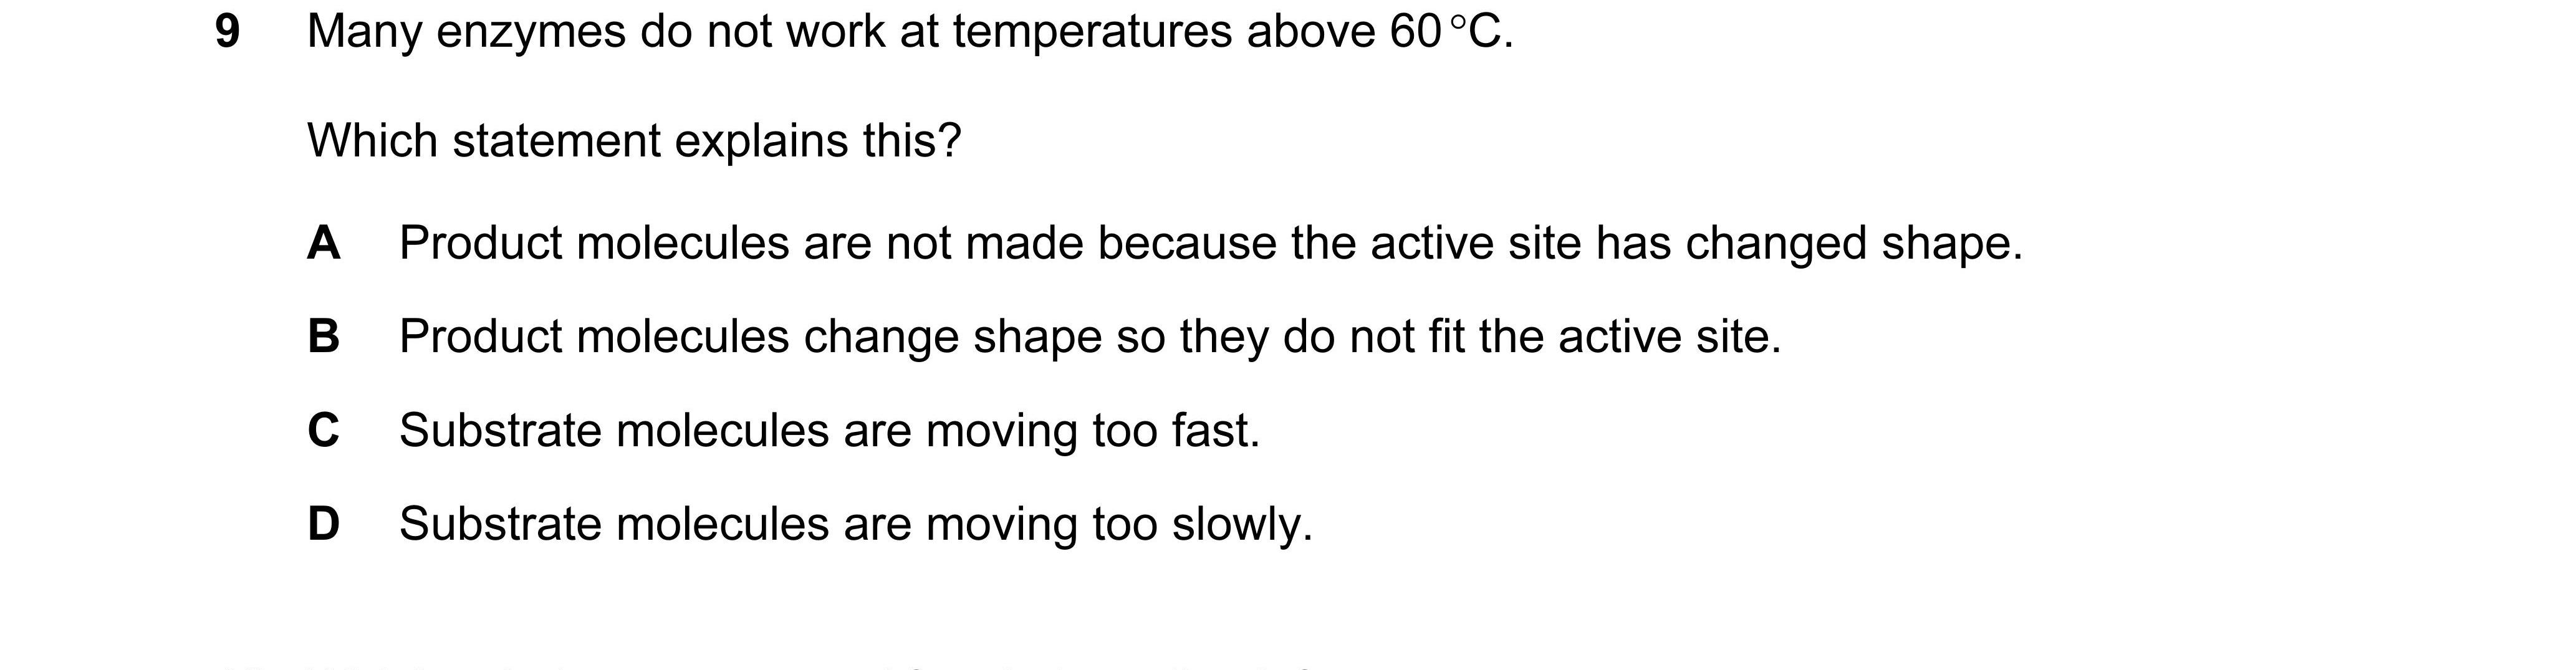 9 Many enzymes do not work at temperatures above 60 °C.
Which statement explains this?
A Product molecules are not made because the active site has changed shape.
B Product molecules change shape so they do not fit the active site.
C Substrate molecules are moving too fast.
D Substrate molecules are moving too slowly.